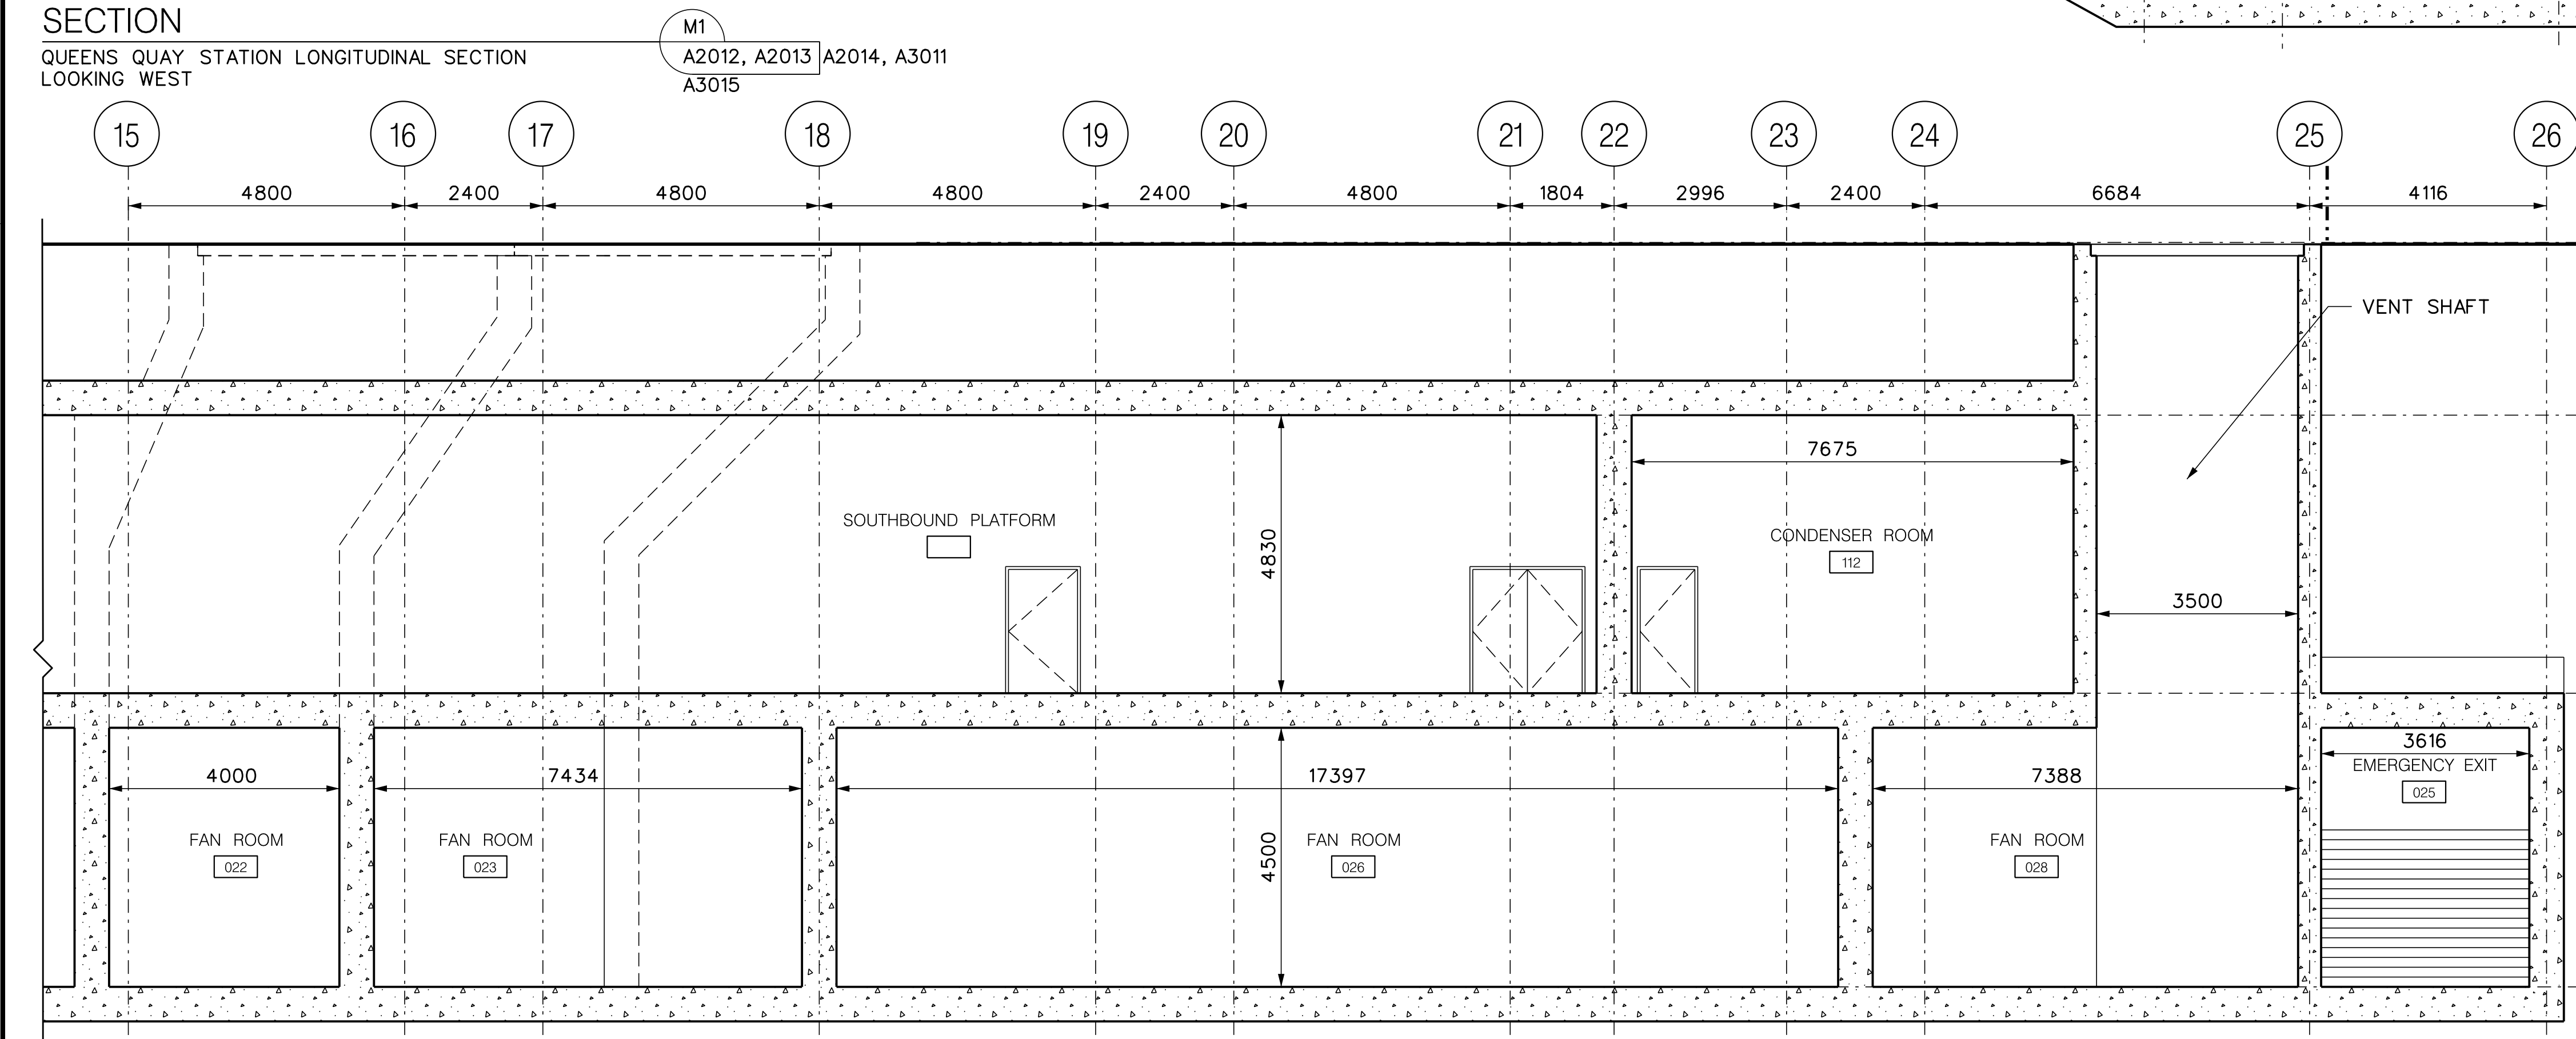 SECTION
M1
QUEENS QUAY STATION LONGITUDINAL SECTION
A2012, A2013 A2014, A3011
LOOKING WEST
A3015
15 16 17 18 19 20 21 22 23 24 25 26
4800 2400 4800 4800 2400 4800 1804 2996 2400 6684 4116
VENT SHAFT
7675
SOUTHBOUND PLATFORM
CONDENSER ROOM
112
4830
3500
3616
EMERGENCY EXIT
025
4000 7434 17397 7388
4500
FAN ROOM FAN ROOM FAN ROOM FAN ROOM
022 023 026 028